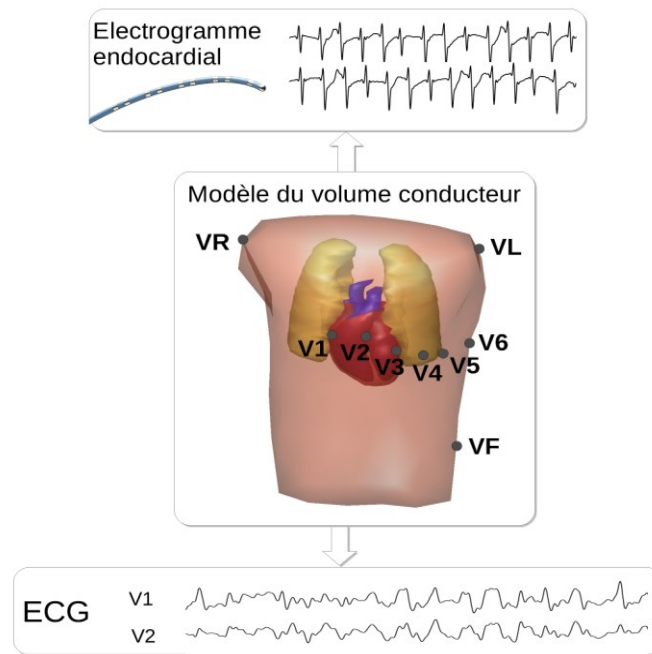 Electrogramme
endocardial
Modèle du volume conducteur
VR
VL
V1
V2
V3
V4
V5
V6
VF
ECG
V1
V2